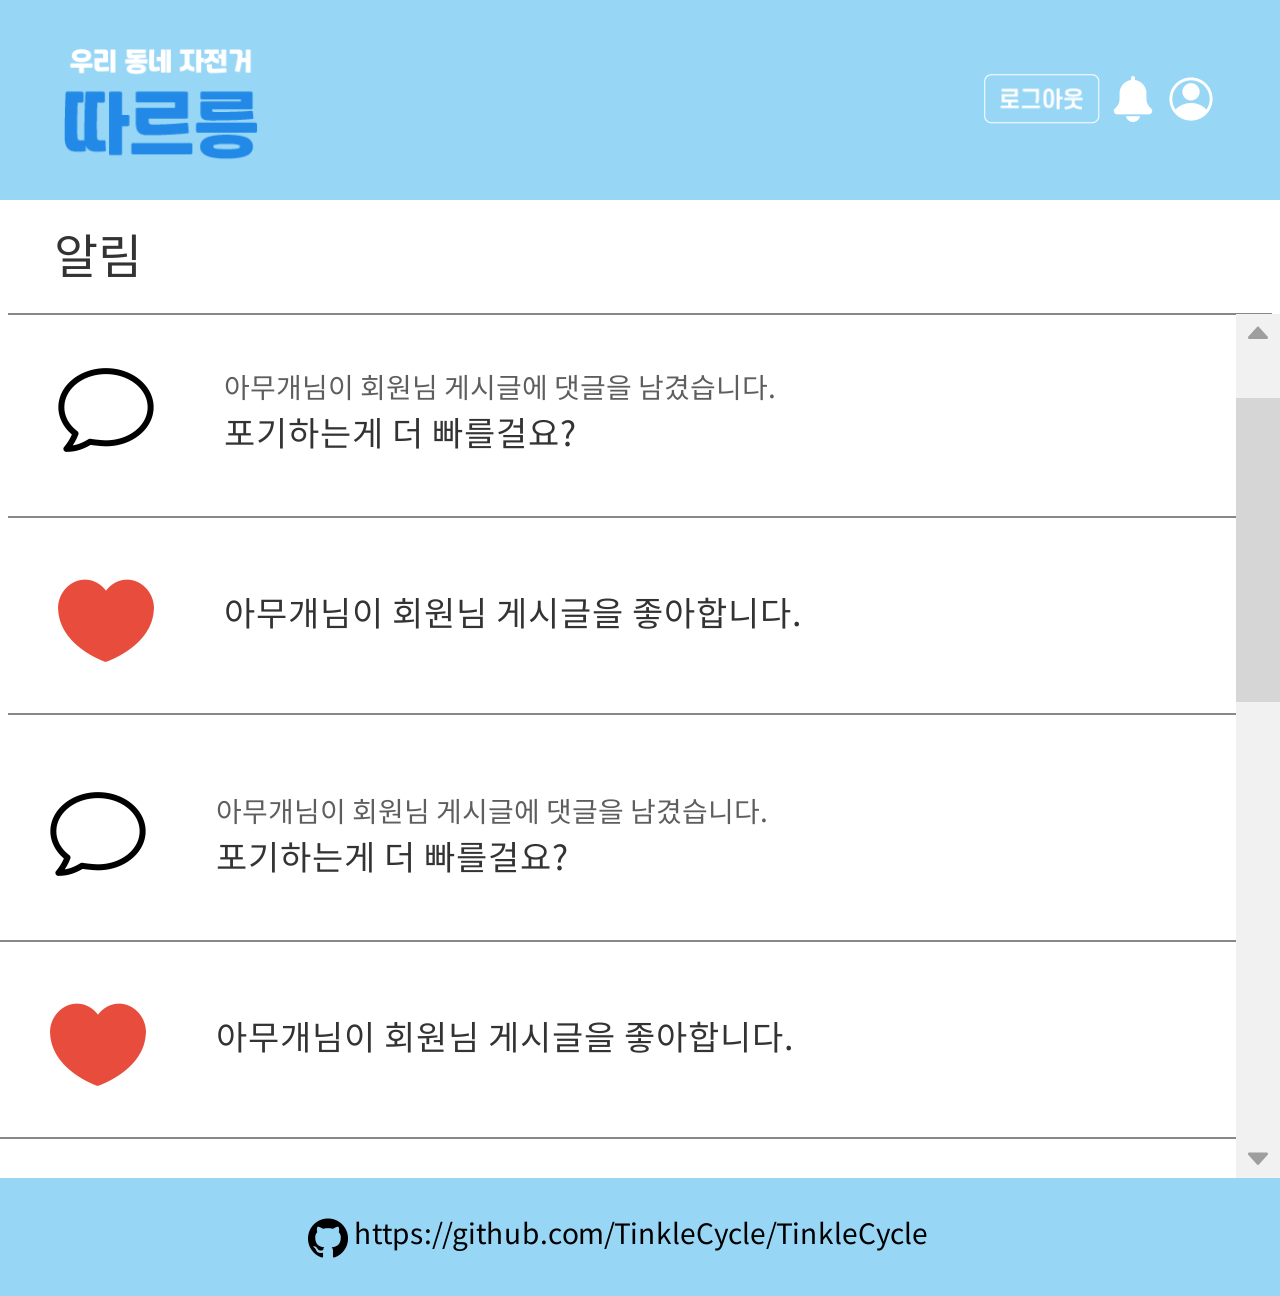 우리 동네 자전거
따르릉
로그아웃
알림
아무개님이 회원님 게시글에 댓글을 남겼습니다.
포기하는게 더 빠를걸요?
아무개님이 회원님 게시글을 좋아합니다.
아무개님이 회원님 게시글에 댓글을 남겼습니다.
포기하는게 더 빠를걸요?
아무개님이 회원님 게시글을 좋아합니다.
https://github.com/TinkleCycle/TinkleCycle